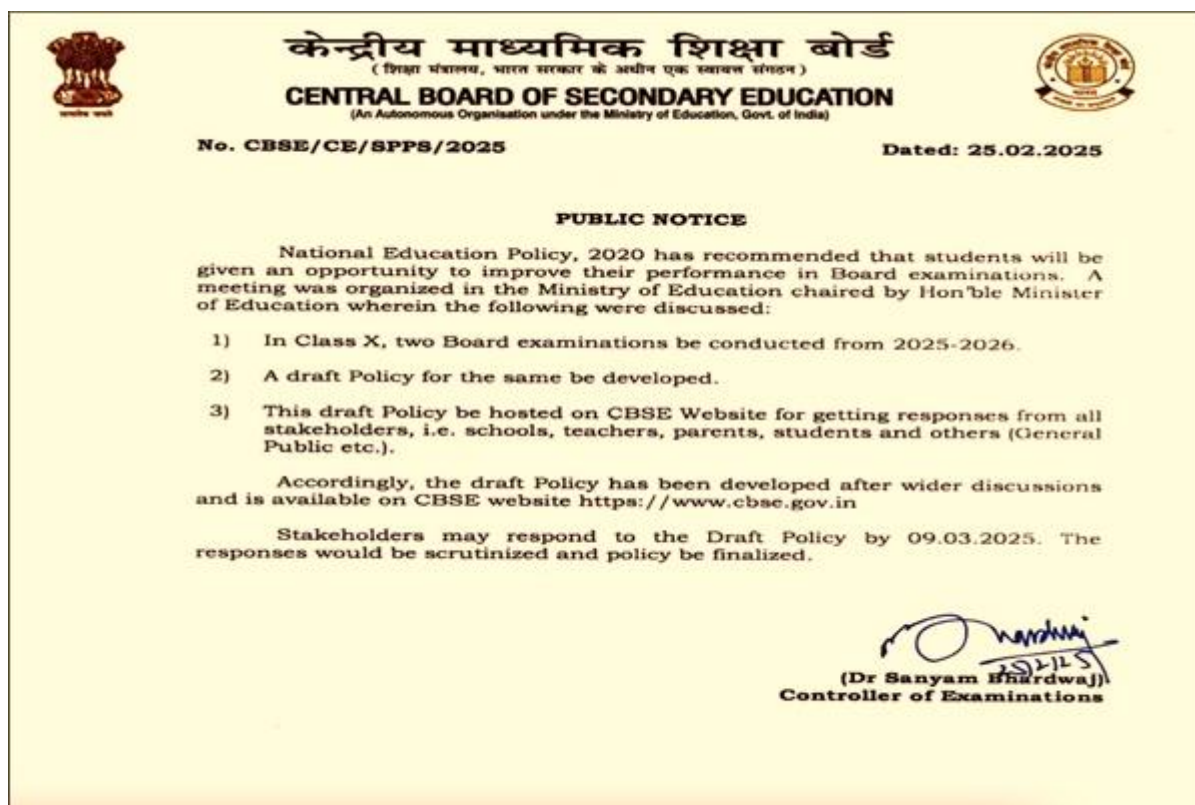 केन्द्रीय माध्यमिक शिक्षा बोर्ड
( शिक्षा मंत्रालय, भारत सरकार के अधीन एक स्वायत्त संगठन )
CENTRAL BOARD OF SECONDARY EDUCATION
(An Autonomous Organisation under the Ministry of Education, Govt. of India)
सत्यमेव जयते
भारत
No. CBSE/CE/SPPS/2025 Dated: 25.02.2025
PUBLIC NOTICE
National Education Policy, 2020 has recommended that students will be
given an opportunity to improve their performance in Board examinations. A
meeting was organized in the Ministry of Education chaired by Hon'ble Minister
of Education wherein the following were discussed:
1) In Class X, two Board examinations be conducted from 2025-2026.
2) A draft Policy for the same be developed.
3) This draft Policy be hosted on CBSE Website for getting responses from all
stakeholders, i.e. schools, teachers, parents, students and others (General
Public etc.).
Accordingly, the draft Policy has been developed after wider discussions
and is available on CBSE website https://www.cbse.gov.in
Stakeholders may respond to the Draft Policy by 09.03.2025. The
responses would be scrutinized and policy be finalized.
25/2/25
(Dr Sanyam Bhardwaj)
Controller of Examinations